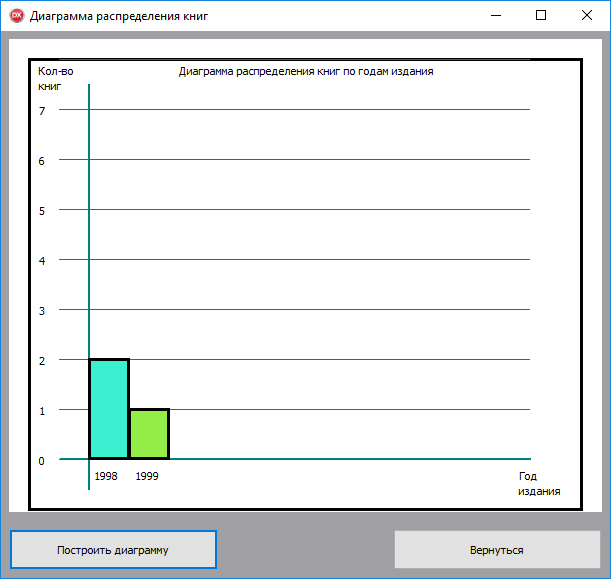 DX Диаграмма распределения книг
Кол-во
книг
Диаграмма распределения книг по годам издания
7
6
5
4
3
2
1
0
1998 1999
Год
издания
Построить диаграмму
Вернуться